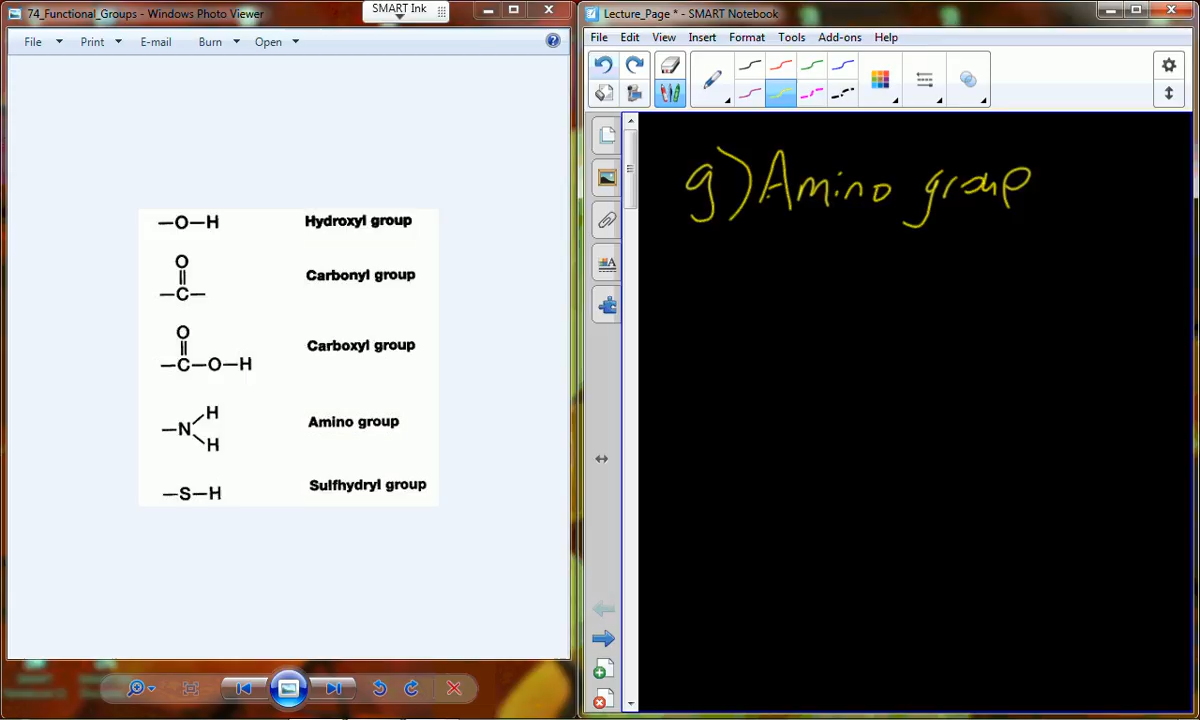 74_Functional_Groups - Windows Photo Viewer
SMART Ink
File Print E-mail Burn Open
—O—H Hydroxyl group
O
—C— Carbonyl group
O
—C—O—H Carboxyl group
H
—N Amino group
H
—S—H Sulfhydryl group
Lecture_Page * - SMART Notebook
File Edit View Insert Format Tools Add-ons Help
g) Amino group